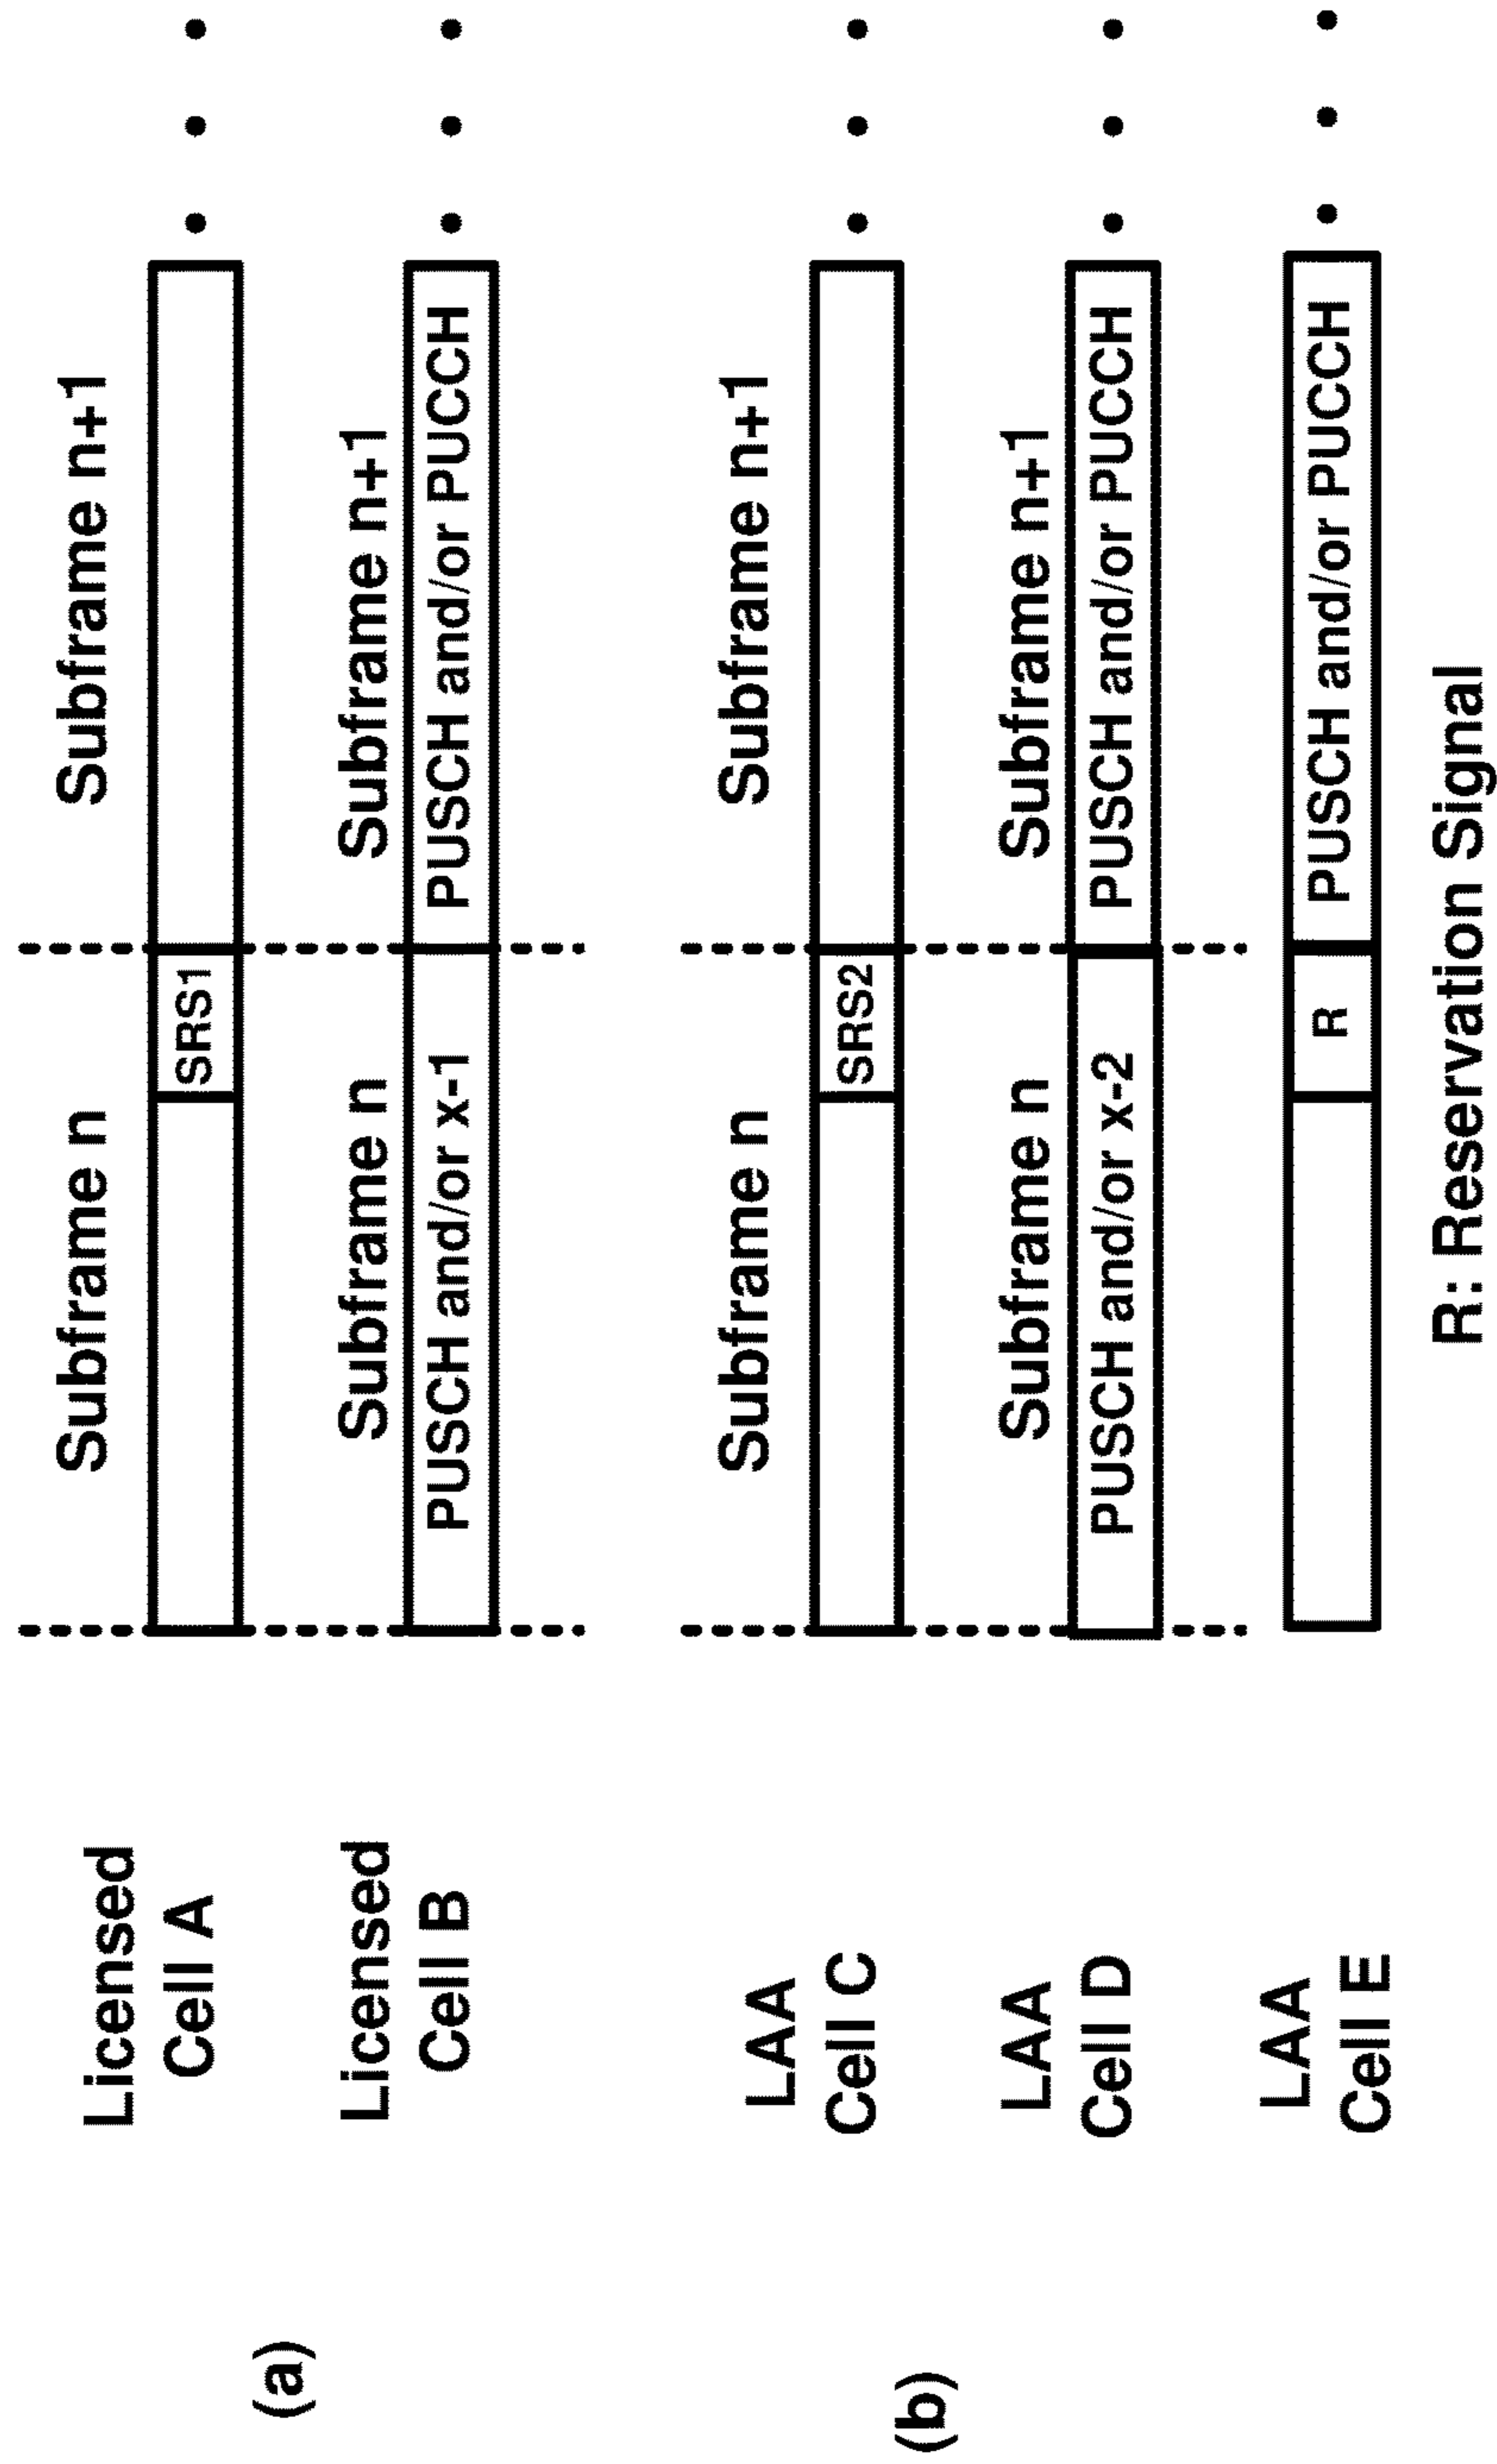 (a)
Subframe n
Subframe n+1
Licensed
Cell A
SRS1
Subframe n
Subframe n+1
Licensed
Cell B
PUSCH and/or x-1
PUSCH and/or PUCCH
(b)
Subframe n
Subframe n+1
LAA
Cell C
SRS2
Subframe n
Subframe n+1
LAA
Cell D
PUSCH and/or x-2
PUSCH and/or PUCCH
LAA
Cell E
R
PUSCH and/or PUCCH
R: Reservation Signal